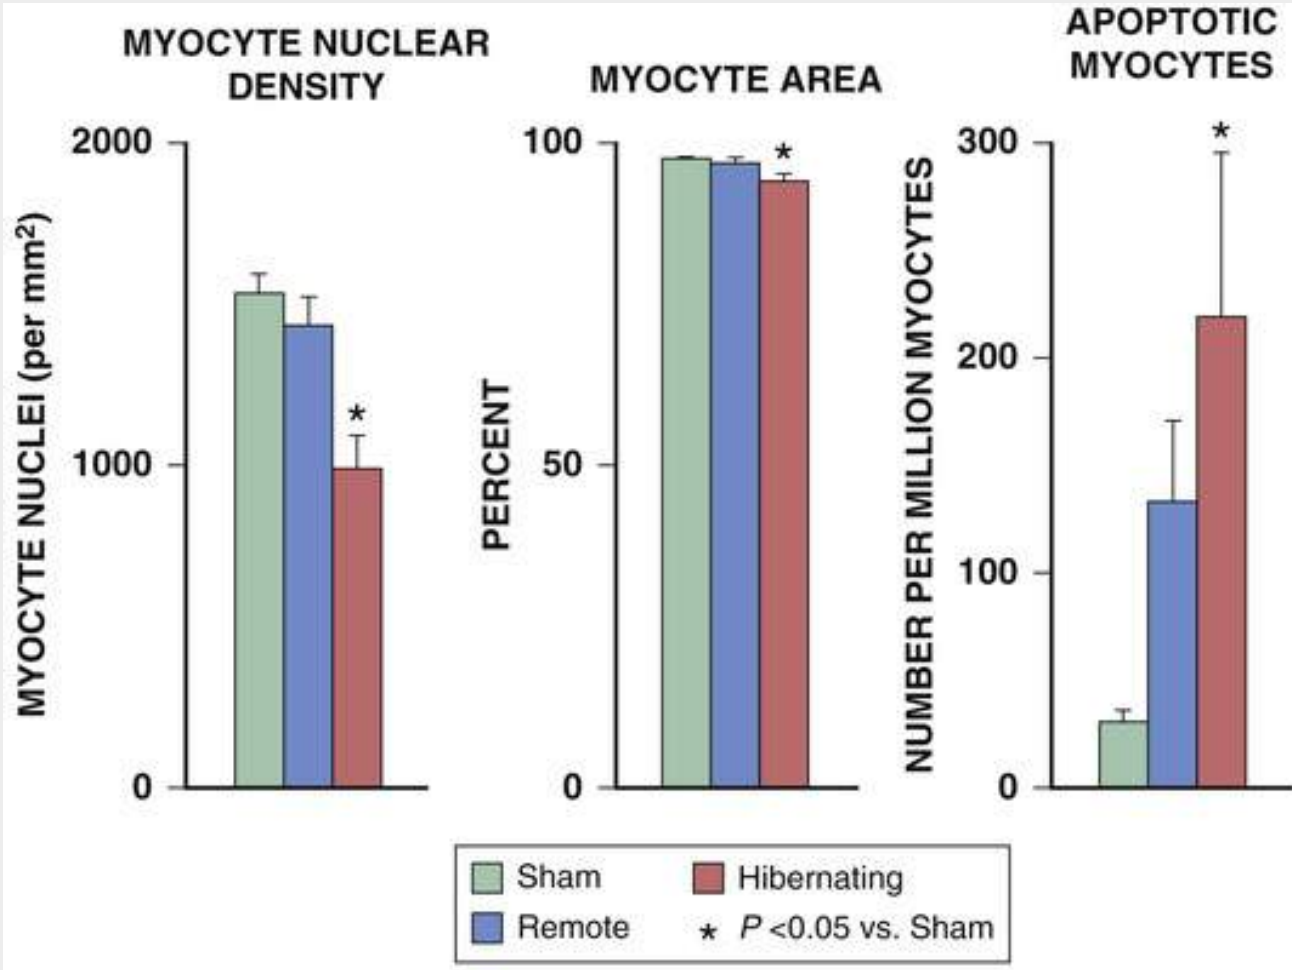 MYOCYTE NUCLEAR
DENSITY
MYOCYTE NUCLEI (per mm²)
2000
1000
0
MYOCYTE AREA
PERCENT
100
50
0
APOPTOTIC
MYOCYTES
NUMBER PER MILLION MYOCYTES
300
200
100
0
*
*
*
Sham
Hibernating
Remote
* P <0.05 vs. Sham